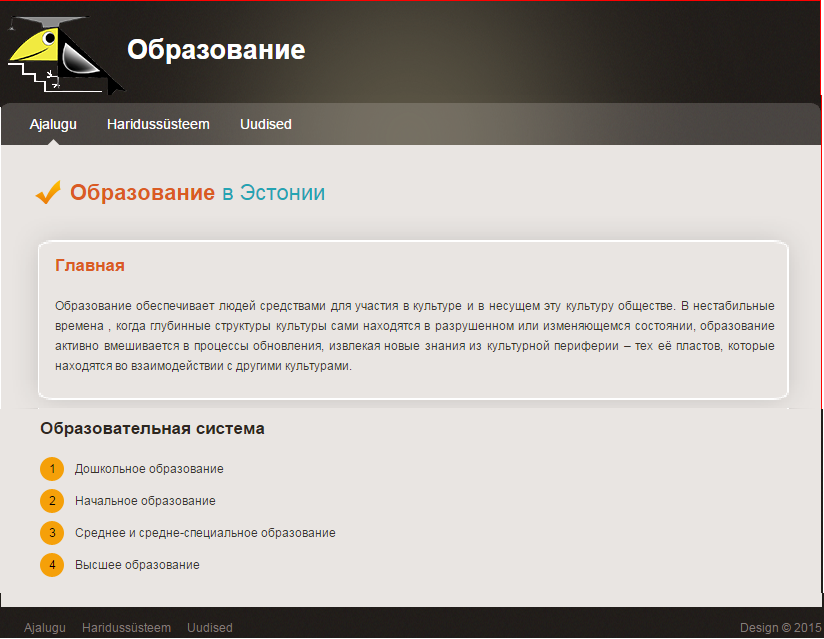 Образование
Ajalugu Haridussüsteem Uudised
Образование в Эстонии
Главная
Образование обеспечивает людей средствами для участия в культуре и в несущем эту культуру обществе. В нестабильные
времена , когда глубинные структуры культуры сами находятся в разрушенном или изменяющемся состоянии, образование
активно вмешивается в процессы обновления, извлекая новые знания из культурной периферии – тех её пластов, которые
находятся во взаимодействии с другими культурами.
Образовательная система
1 Дошкольное образование
2 Начальное образование
3 Среднее и средне-специальное образование
4 Высшее образование
Ajalugu Haridussüsteem Uudised Design © 2015